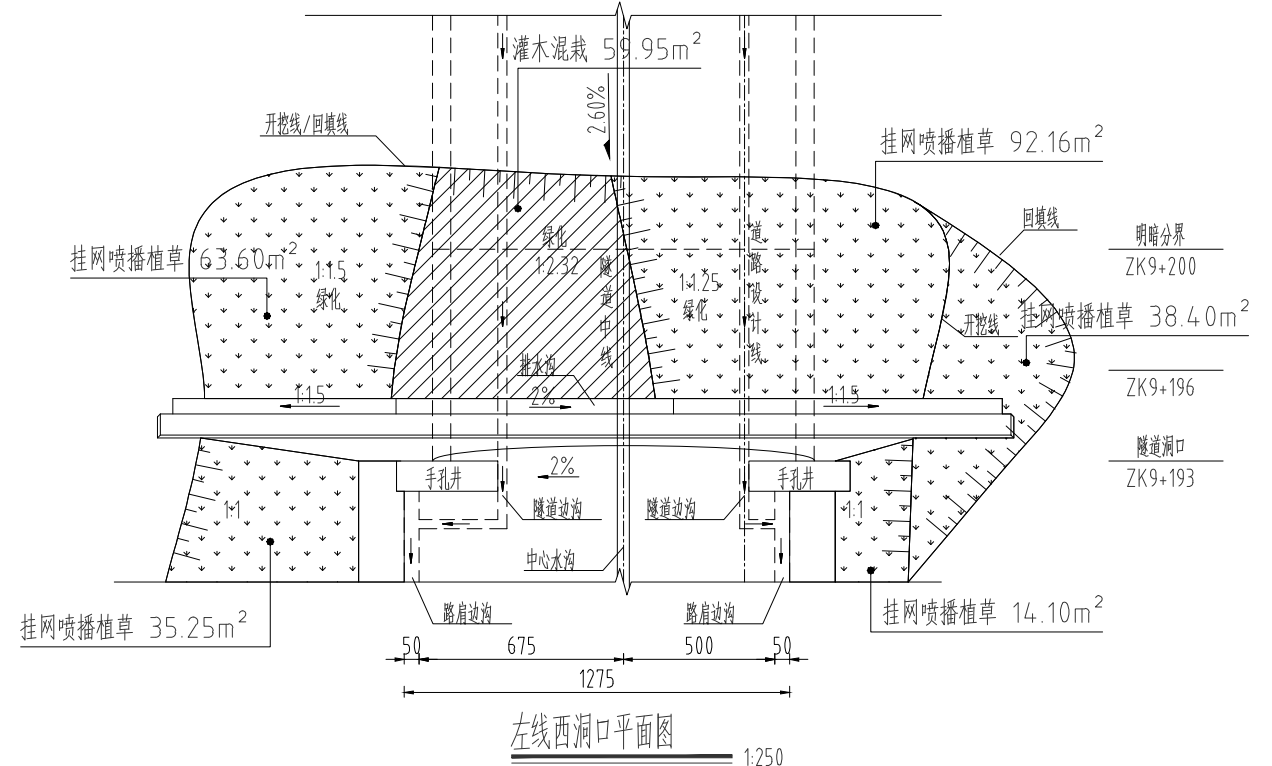 灌木混栽 59.95m²
2.60%
开挖线/回填线
挂网喷播植草 92.16m²
回填线
明暗分界
ZK9+200
挂网喷播植草 63.60m²
1:1.5
绿化
绿化
1:2.32
隧道中线
1:1.25
绿化
道路设计线
开挖线
挂网喷播植草 38.40m²
排水沟
ZK9+196
1:1.5
2%
1:1.5
隧道洞口
ZK9+193
手孔井
2%
手孔井
1:1
隧道边沟
隧道边沟
1:1
中心水沟
路肩边沟
路肩边沟
挂网喷播植草 35.25m²
挂网喷播植草 14.10m²
50
675
500
50
1275
左线西洞口平面图
1:250